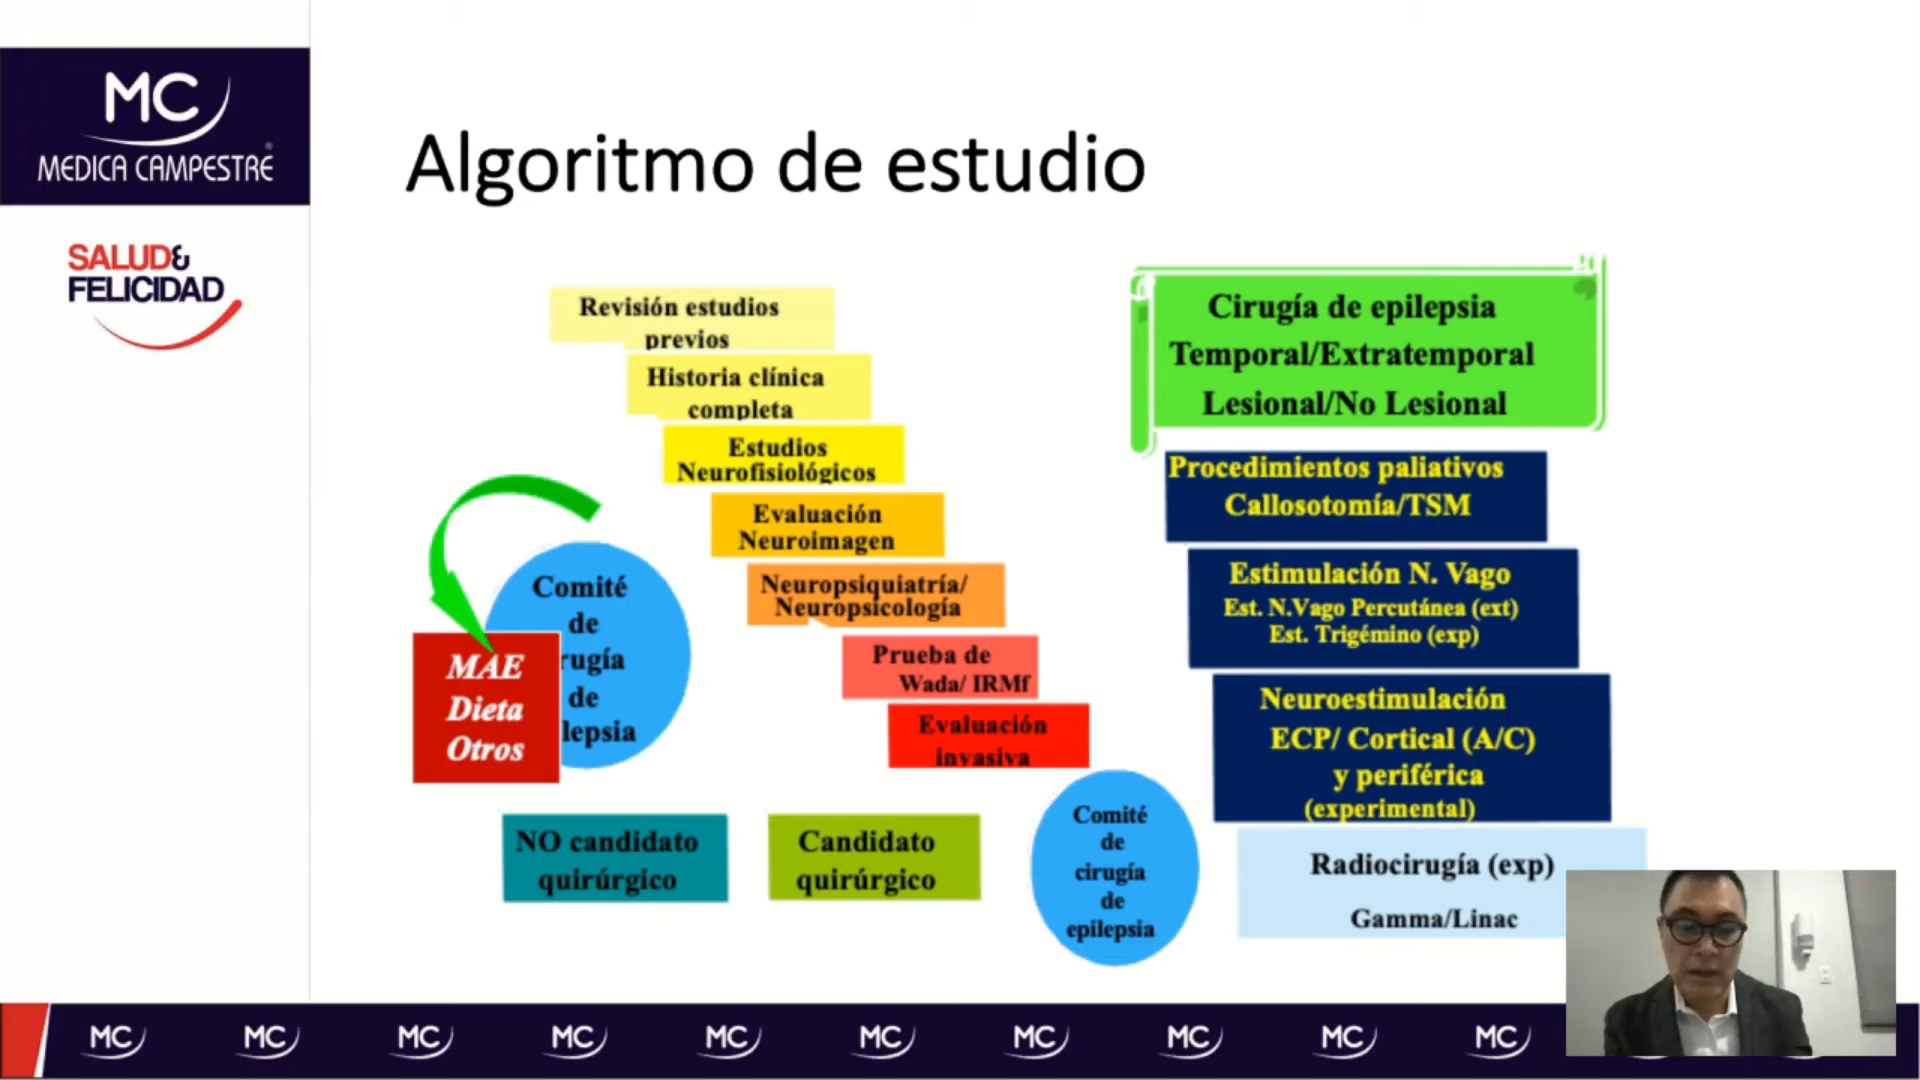 MC
MEDICA CAMPESTRE
SALUD&
FELICIDAD
Algoritmo de estudio
Revisión estudios
previos
Historia clínica
completa
Estudios
Neurofisiológicos
Evaluación
Neuroimagen
Neuropsiquiatría/
Neuropsicología
Prueba de
Wada/ IRMf
Evaluación
invasiva
Comité
de
rugía
de
lepsia
MAE
Dieta
Otros
NO candidato
quirúrgico
Candidato
quirúrgico
Comité
de
cirugía
de
epilepsia
Cirugía de epilepsia
Temporal/Extratemporal
Lesional/No Lesional
Procedimientos paliativos
Callosotomía/TSM
Estimulación N. Vago
Est. N.Vago Percutánea (ext)
Est. Trigémino (exp)
Neuroestimulación
ECP/ Cortical (A/C)
y periférica
(experimental)
Radiocirugía (exp)
Gamma/Linac
MC MC MC MC MC MC MC MC MC MC